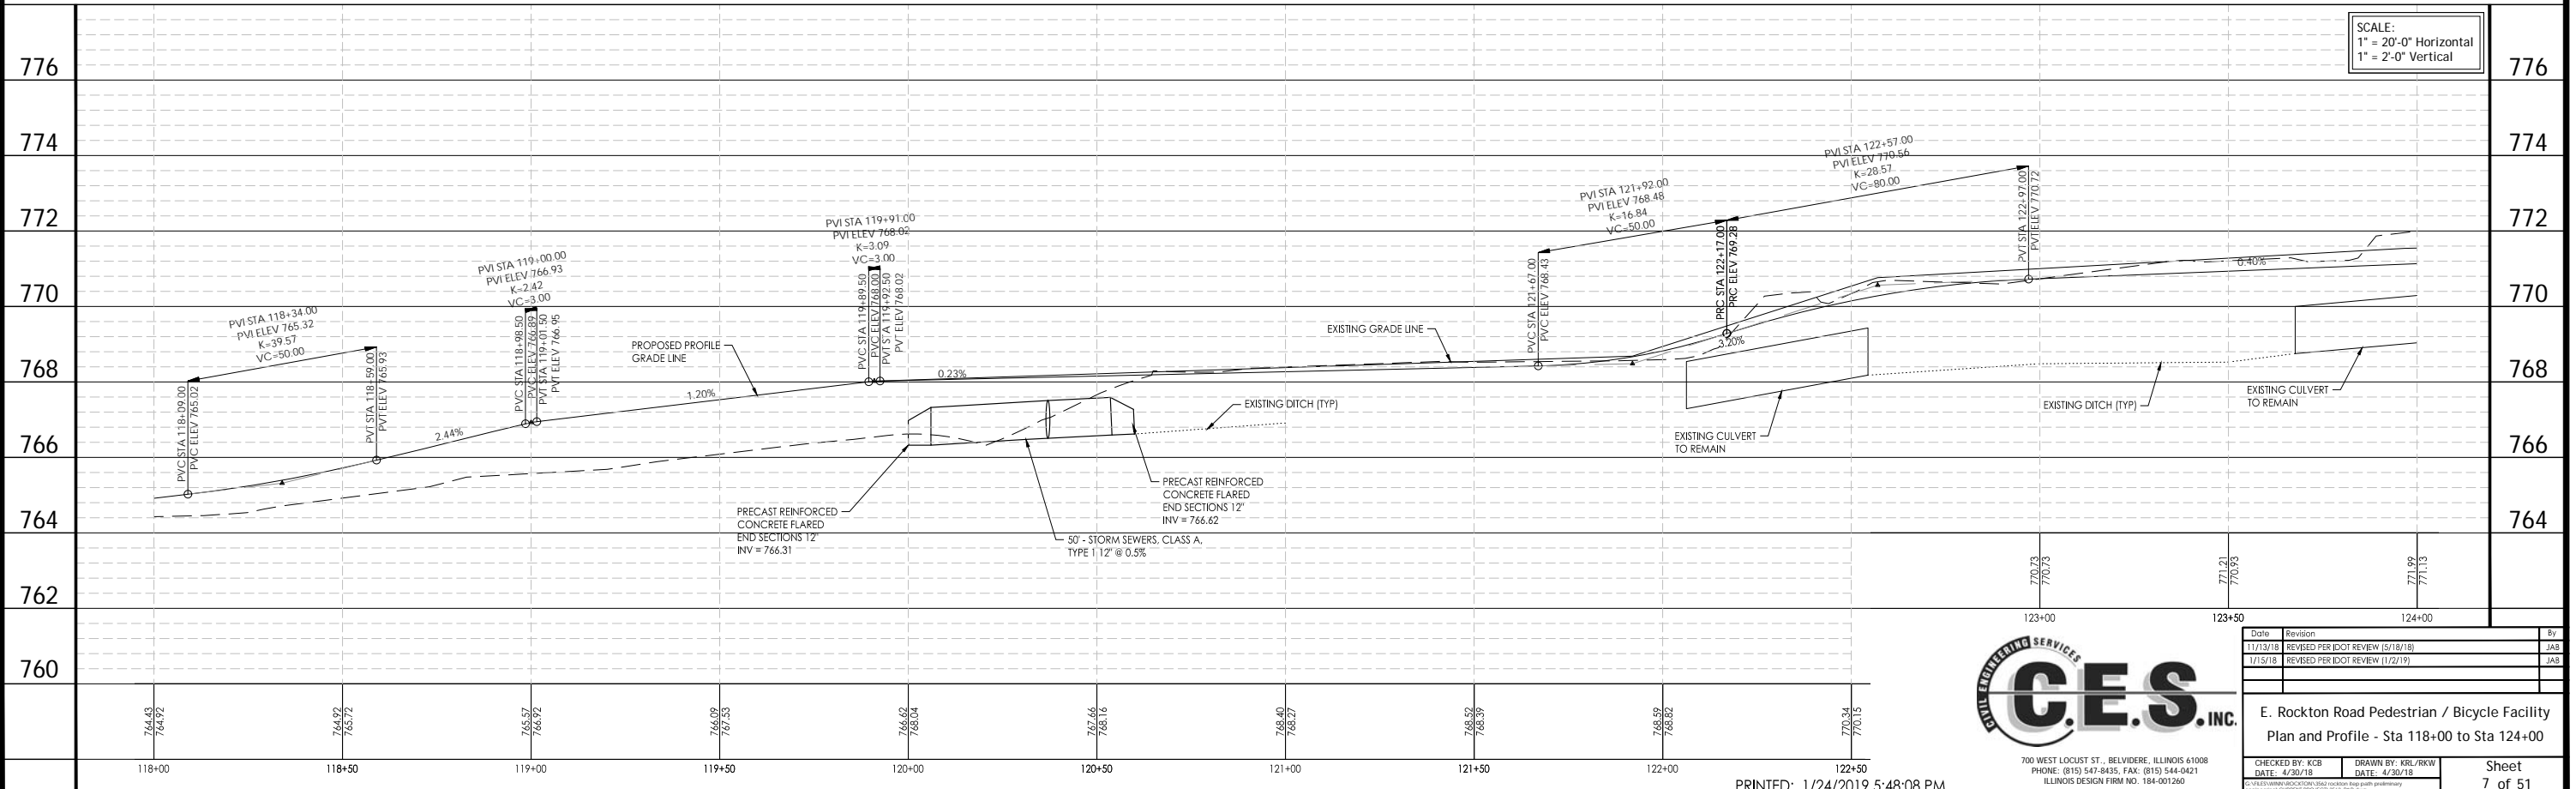 SCALE:
1" = 20'-0" Horizontal
1" = 2'-0" Vertical
776
774
772
770
768
766
764
762
760
776
774
772
770
768
766
764
PVC STA 118+09.00
PVC ELEV 765.02
PVI STA 118+34.00
PVI ELEV 765.32
K=39.57
VC=50.00
PVT STA 118+59.00
PVT ELEV 765.93
2.44%
PVI STA 119+00.00
PVI ELEV 766.93
K=2.42
VC=3.00
PVC STA 118+98.50
PVC ELEV 766.89
PVT STA 119+01.50
PVT ELEV 766.95
PROPOSED PROFILE
GRADE LINE
1.20%
PVI STA 119+91.00
PVI ELEV 768.02
K=3.09
VC=3.00
PVC STA 119+89.50
PVC ELEV 768.00
PVT STA 119+92.50
PVT ELEV 768.02
0.23%
EXISTING GRADE LINE
EXISTING DITCH (TYP)
PRECAST REINFORCED
CONCRETE FLARED
END SECTIONS 12"
INV = 766.31
50' - STORM SEWERS, CLASS A,
TYPE 1 12" @ 0.5%
PRECAST REINFORCED
CONCRETE FLARED
END SECTIONS 12"
INV = 766.62
PVC STA 121+67.00
PVC ELEV 768.43
PVI STA 121+92.00
PVI ELEV 768.48
K=16.84
VC=50.00
PRC STA 122+17.00
PRC ELEV 769.28
3.20%
PVI STA 122+57.00
PVI ELEV 770.56
K=28.57
VC=80.00
PVT STA 122+97.00
PVT ELEV 770.72
0.40%
EXISTING CULVERT
TO REMAIN
EXISTING DITCH (TYP)
EXISTING CULVERT
TO REMAIN
764.43
764.92
764.92
765.72
765.57
766.92
766.09
767.53
766.62
768.04
767.66
768.16
768.40
768.27
768.52
768.39
768.59
768.82
770.34
770.15
770.73
770.73
771.21
770.93
771.99
771.13
118+00
118+50
119+00
119+50
120+00
120+50
121+00
121+50
122+00
122+50
123+00
123+50
124+00
CIVIL ENGINEERING SERVICES
C.E.S. INC.
700 WEST LOCUST ST., BELVIDERE, ILLINOIS 61008
PHONE: (815) 547-8435, FAX: (815) 544-0421
ILLINOIS DESIGN FIRM NO. 184-001260
PRINTED: 1/24/2019 5:48:08 PM
Date Revision By
11/13/18 REVISED PER IDOT REVIEW (5/18/18) JAB
1/15/18 REVISED PER IDOT REVIEW (1/2/19) JAB
E. Rockton Road Pedestrian / Bicycle Facility
Plan and Profile - Sta 118+00 to Sta 124+00
CHECKED BY: KCB
DATE: 4/30/18
DRAWN BY: KRL/RKW
DATE: 4/30/18
Sheet
7 of 51